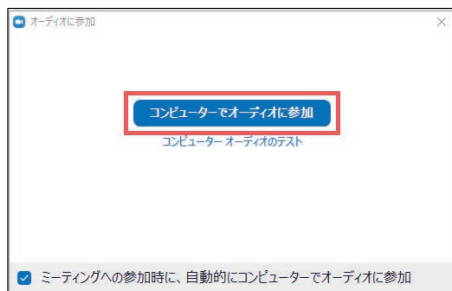 オーディオに参加
コンピューターでオーディオに参加
コンピューター オーディオのテスト
ミーティングへの参加時に、自動的にコンピューターでオーディオに参加